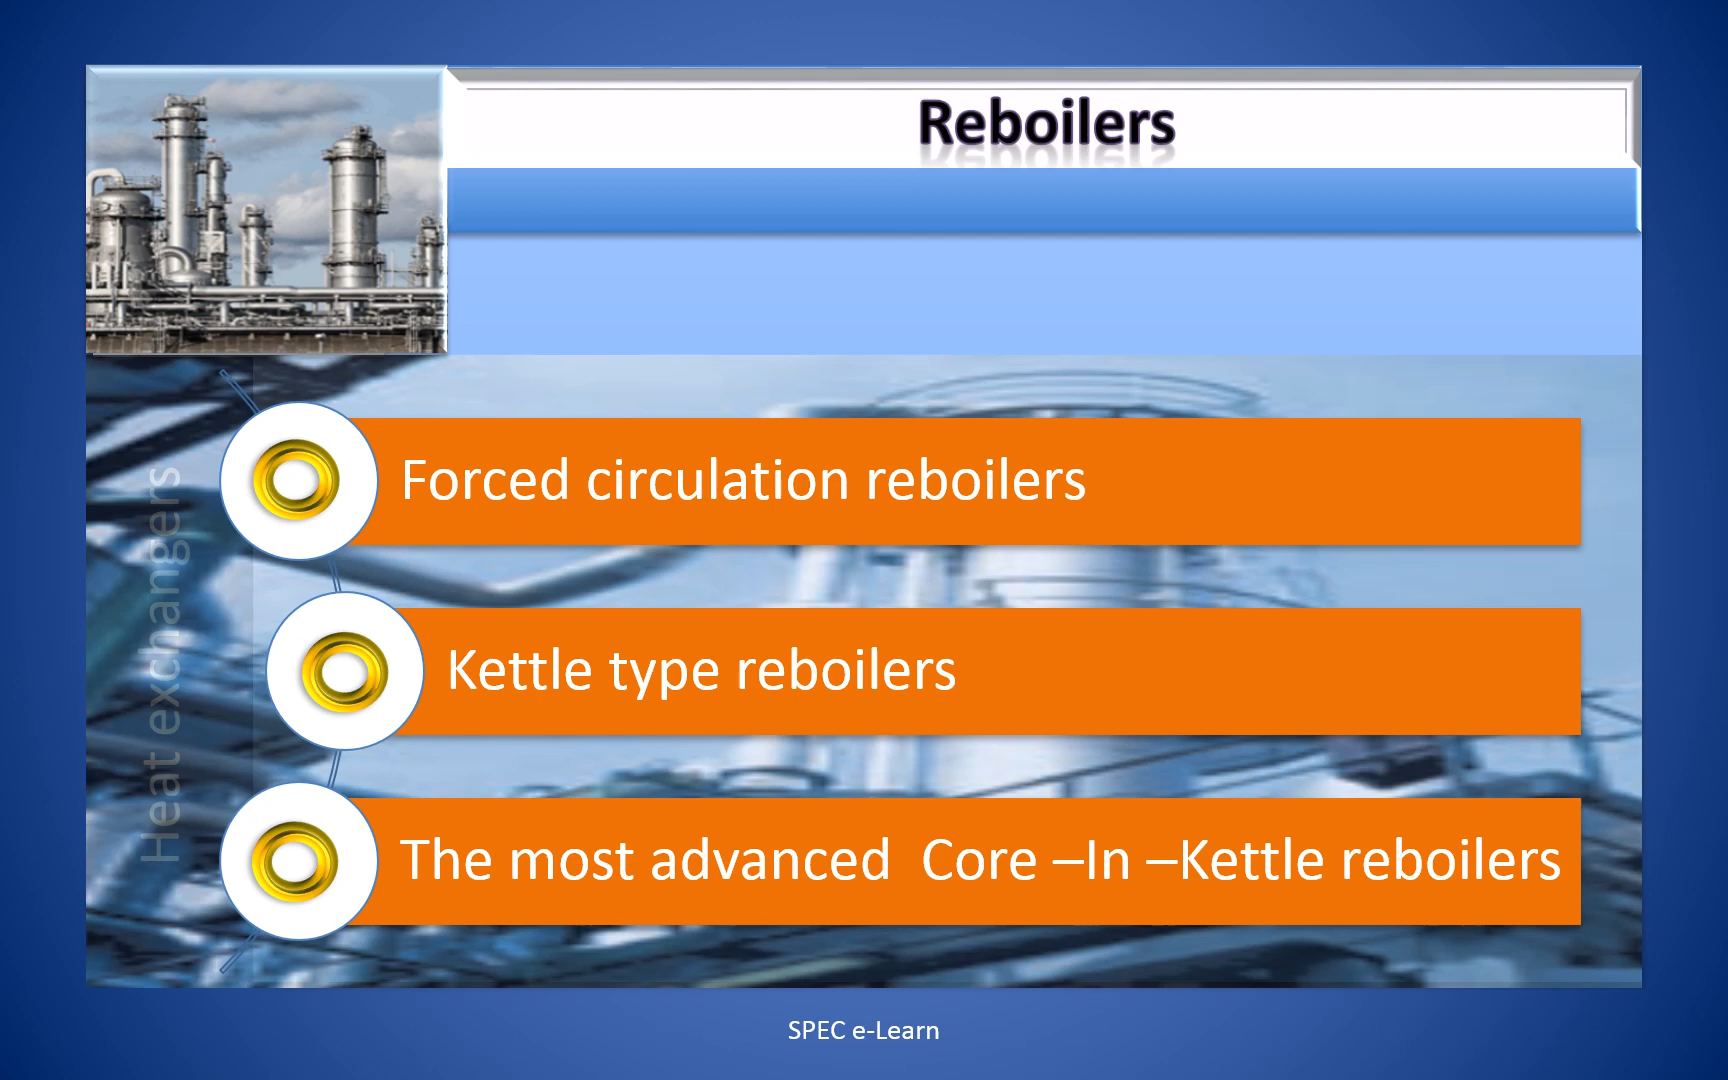 Reboilers
Heat exchangers
Forced circulation reboilers
Kettle type reboilers
The most advanced  Core –In –Kettle reboilers
SPEC e-Learn